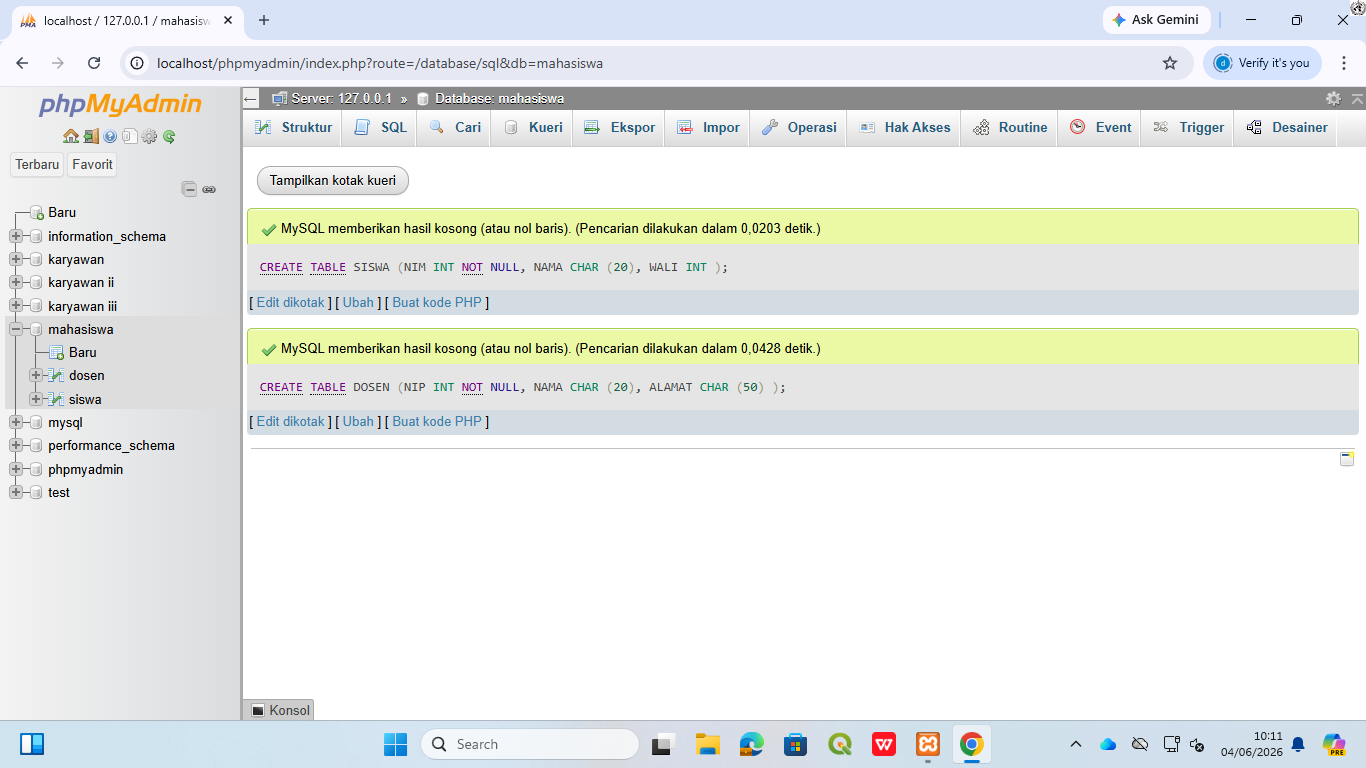 localhost / 127.0.0.1 / mahasisw
Ask Gemini
localhost/phpmyadmin/index.php?route=/database/sql&db=mahasiswa
Verify it's you
phpMyAdmin
Terbaru
Favorit
Baru
information_schema
karyawan
karyawan ii
karyawan iii
mahasiswa
Baru
dosen
siswa
mysql
performance_schema
phpmyadmin
test
Server: 127.0.0.1 » Database: mahasiswa
Struktur SQL Cari Kueri Ekspor Impor Operasi Hak Akses Routine Event Trigger Desainer
Tampilkan kotak kueri
MySQL memberikan hasil kosong (atau nol baris). (Pencarian dilakukan dalam 0,0203 detik.)
CREATE TABLE SISWA (NIM INT NOT NULL, NAMA CHAR (20), WALI INT );
[ Edit dikotak ] [ Ubah ] [ Buat kode PHP ]
MySQL memberikan hasil kosong (atau nol baris). (Pencarian dilakukan dalam 0,0428 detik.)
CREATE TABLE DOSEN (NIP INT NOT NULL, NAMA CHAR (20), ALAMAT CHAR (50) );
[ Edit dikotak ] [ Ubah ] [ Buat kode PHP ]
Konsol
Search
10:11
04/06/2026
PRE